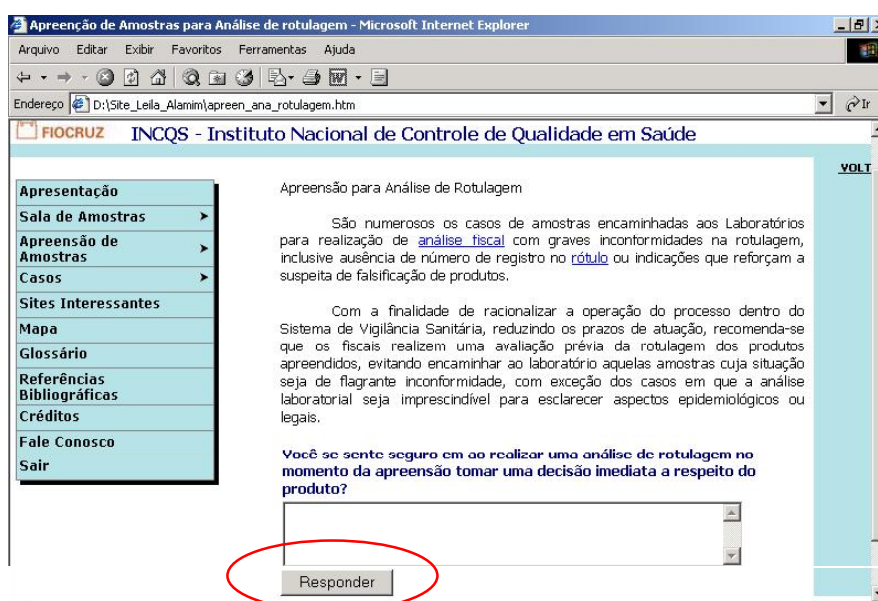 Apreenção de Amostras para Análise de rotulagem - Microsoft Internet Explorer
Arquivo Editar Exibir Favoritos Ferramentas Ajuda
Endereço D:\Site_Leila_Alamim\apreen_ana_rotulagem.htm Ir
FIOCRUZ INCQS - Instituto Nacional de Controle de Qualidade em Saúde
VOLT
Apresentação
Sala de Amostras
Apreensão de
Amostras
Casos
Sites Interessantes
Mapa
Glossário
Referências
Bibliográficas
Créditos
Fale Conosco
Sair
Apreensão para Análise de Rotulagem
São numerosos os casos de amostras encaminhadas aos Laboratórios
para realização de análise fiscal com graves inconformidades na rotulagem,
inclusive ausência de número de registro no rótulo ou indicações que reforçam a
suspeita de falsificação de produtos.
Com a finalidade de racionalizar a operação do processo dentro do
Sistema de Vigilância Sanitária, reduzindo os prazos de atuação, recomenda-se
que os fiscais realizem uma avaliação prévia da rotulagem dos produtos
apreendidos, evitando encaminhar ao laboratório aquelas amostras cuja situação
seja de flagrante inconformidade, com exceção dos casos em que a análise
laboratorial seja imprescindível para esclarecer aspectos epidemiológicos ou
legais.
Você se sente seguro em ao realizar uma análise de rotulagem no
momento da apreensão tomar uma decisão imediata a respeito do
produto?
Responder